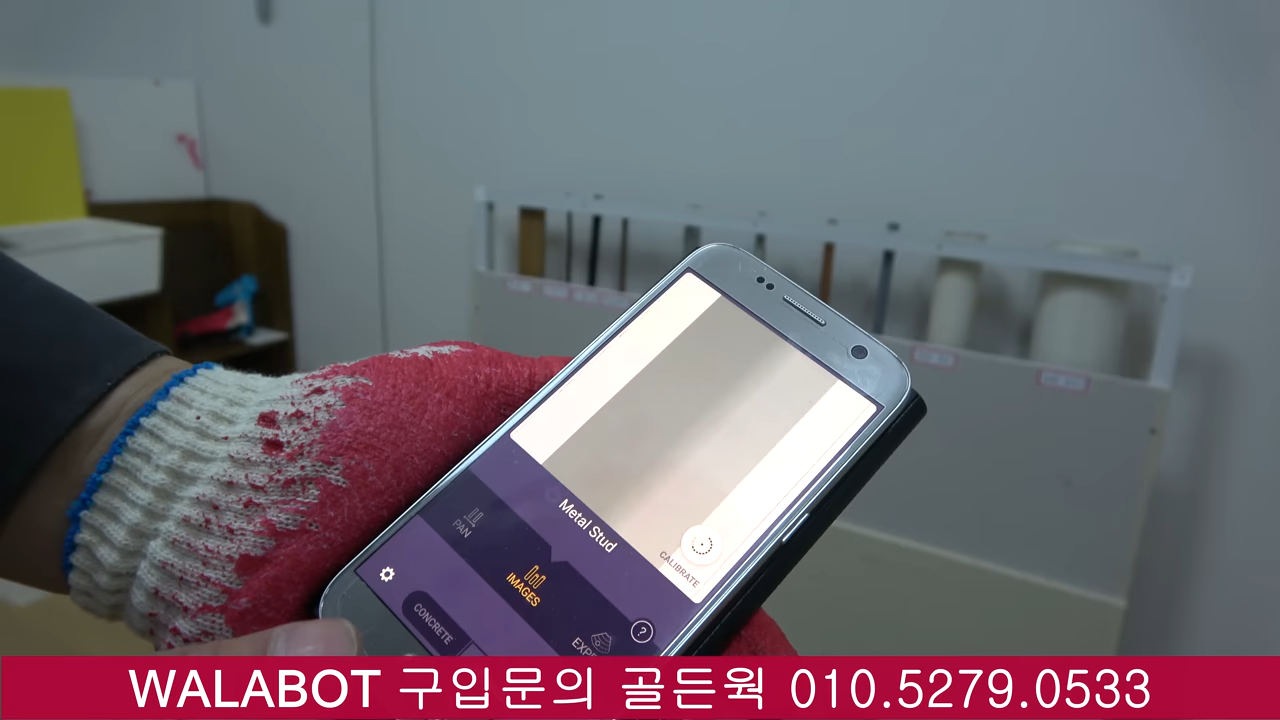 Metal Stud
CALIBRATE
PAN
IMAGES
?
CONCRETE
WALABOT 구입문의 골든웍 010.5279.0533